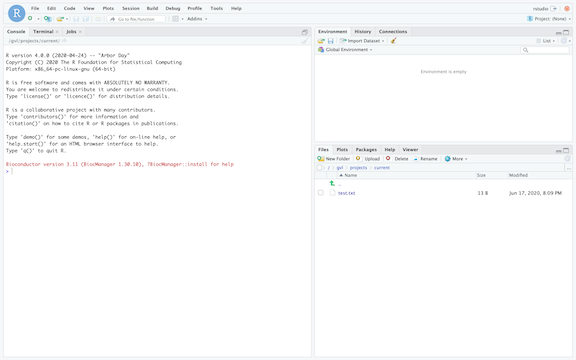 File Edit Code View Plots Session Build Debug Profile Tools Help
rstudio
Go to file/function
Addins
Project: (None)
Console Terminal Jobs
/gvl/projects/current/
R version 4.0.0 (2020-04-24) -- "Arbor Day"
Copyright (C) 2020 The R Foundation for Statistical Computing
Platform: x86_64-pc-linux-gnu (64-bit)
R is free software and comes with ABSOLUTELY NO WARRANTY.
You are welcome to redistribute it under certain conditions.
Type 'license()' or 'licence()' for distribution details.
R is a collaborative project with many contributors.
Type 'contributors()' for more information and
'citation()' on how to cite R or R packages in publications.
Type 'demo()' for some demos, 'help()' for on-line help, or
'help.start()' for an HTML browser interface to help.
Type 'q()' to quit R.
Bioconductor version 3.11 (BiocManager 1.30.10), ?BiocManager::install for help
>
Environment History Connections
Import Dataset
List
Global Environment
Environment is empty
Files Plots Packages Help Viewer
New Folder Upload Delete Rename More
/ gvl projects current
Name Size Modified
..
test.txt 13 B Jun 17, 2020, 8:09 PM